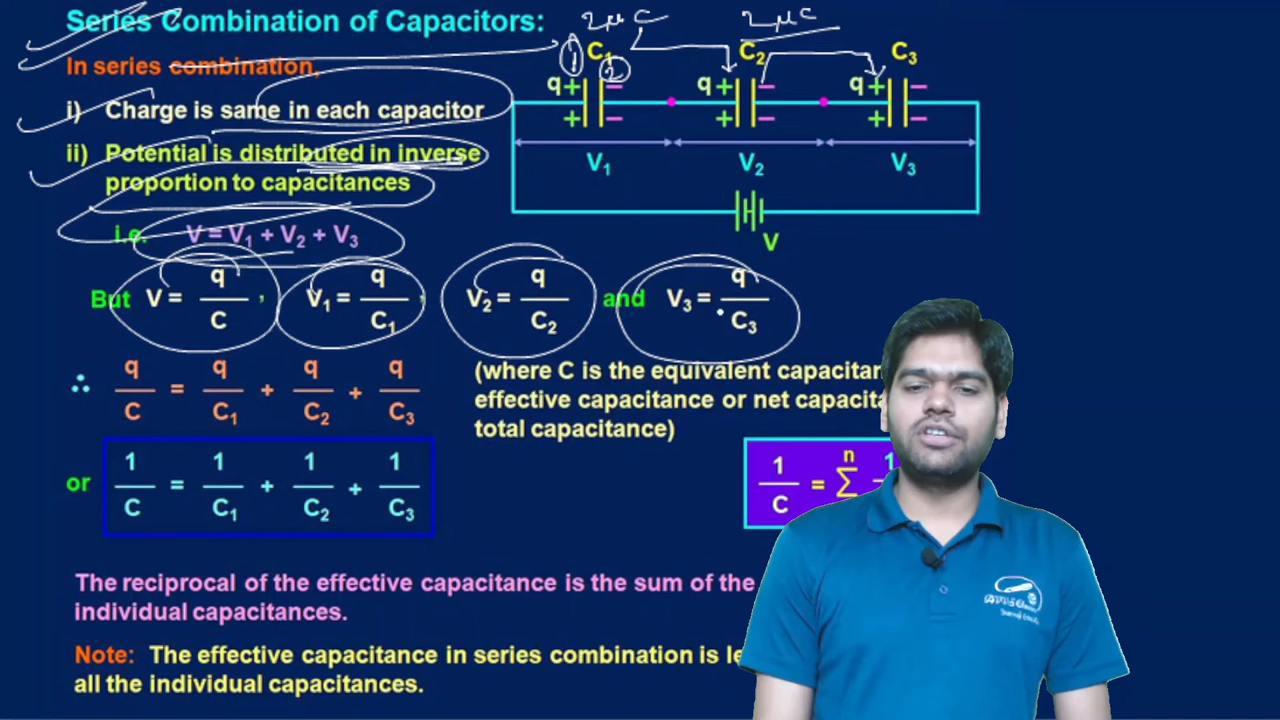 Series Combination of Capacitors:
In series combination,
i) Charge is same in each capacitor
ii) Potential is distributed in inverse
proportion to capacitances
i.e. V = V₁ + V₂ + V₃
2μC 2μC
1 2
C₁ C₂ C₃
q + – q + – q + –
+ – + – + –
V₁ V₂ V₃
V
But V = q/C , V₁ = q/C₁ , V₂ = q/C₂ and V₃ = q/C₃
∴ q/C = q/C₁ + q/C₂ + q/C₃
(where C is the equivalent
effective capacitance or net
total capacitance)
or 1/C = 1/C₁ + 1/C₂ + 1/C₃
1/C = n Σ 1
The reciprocal of the effective capacitance is the sum of the
individual capacitances.
Note: The effective capacitance in series combination is
all the individual capacitances.